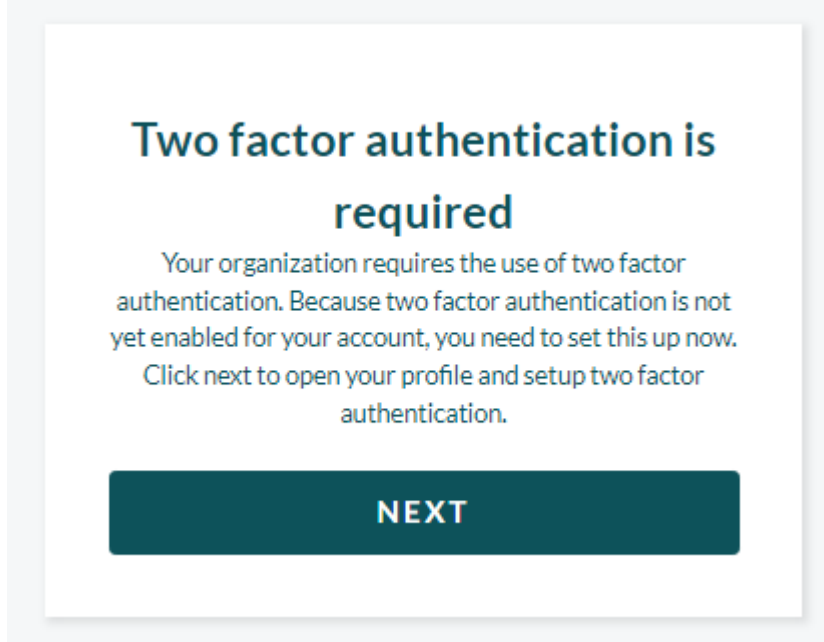 Two factor authentication is
required
Your organization requires the use of two factor
authentication. Because two factor authentication is not
yet enabled for your account, you need to set this up now.
Click next to open your profile and setup two factor
authentication.
NEXT